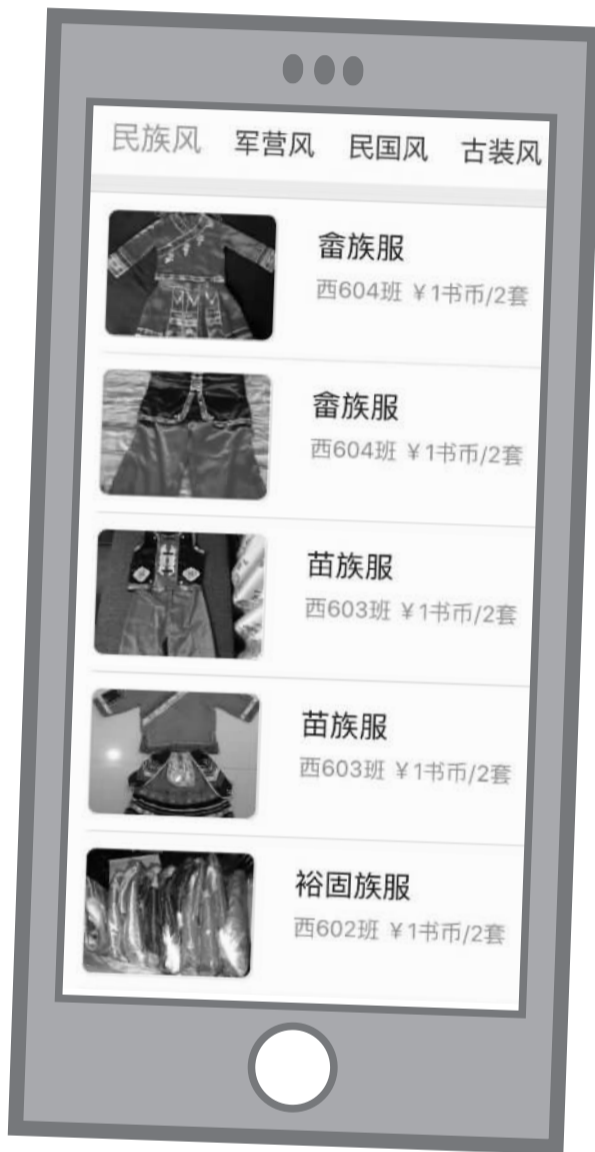 民族风 军营风 民国风 古装风
畲族服
西604班 ￥1书币/2套
畲族服
西604班 ￥1书币/2套
苗族服
西603班 ￥1书币/2套
苗族服
西603班 ￥1书币/2套
裕固族服
西602班 ￥1书币/2套